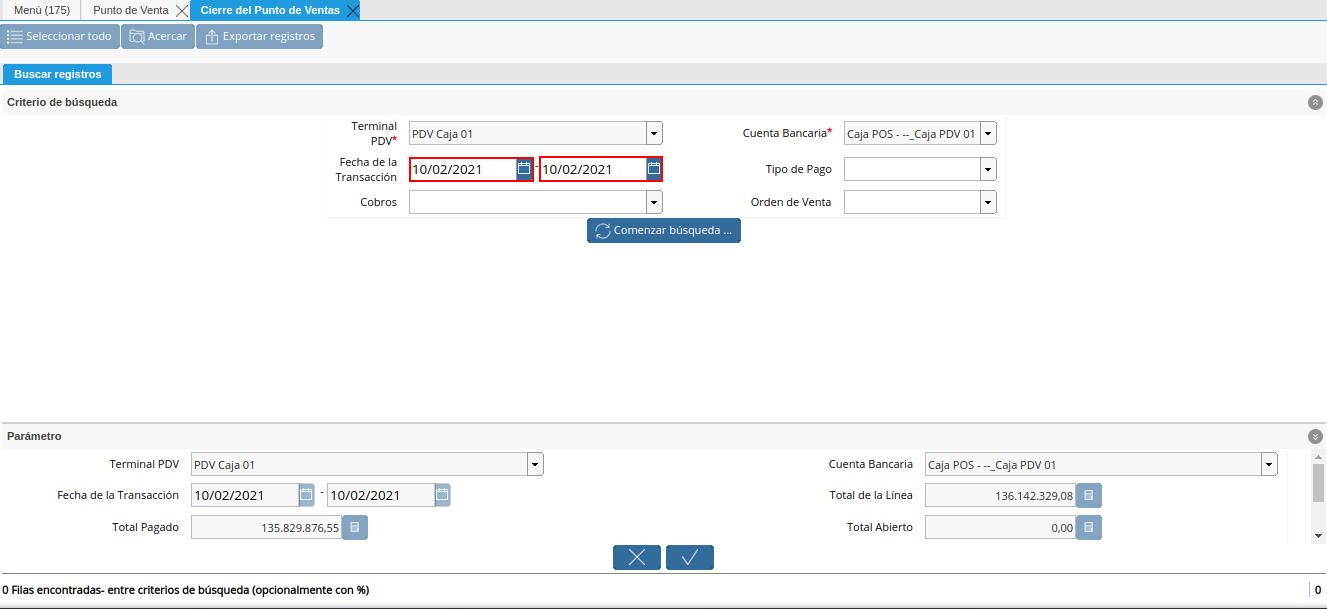 Menú (175) Punto de Venta Cierre del Punto de Ventas
Seleccionar todo Acercar Exportar registros
Buscar registros
Criterio de búsqueda
Terminal PDV* PDV Caja 01 Cuenta Bancaria* Caja POS - --_Caja PDV 01
Fecha de la Transacción 10/02/2021 - 10/02/2021 Tipo de Pago
Cobros Orden de Venta
Comenzar búsqueda ...
Parámetro
Terminal PDV PDV Caja 01 Cuenta Bancaria Caja POS - --_Caja PDV 01
Fecha de la Transacción 10/02/2021 - 10/02/2021 Total de la Línea 136.142.329,08
Total Pagado 135.829.876,55 Total Abierto 0,00
0 Filas encontradas- entre criterios de búsqueda (opcionalmente con %) 0